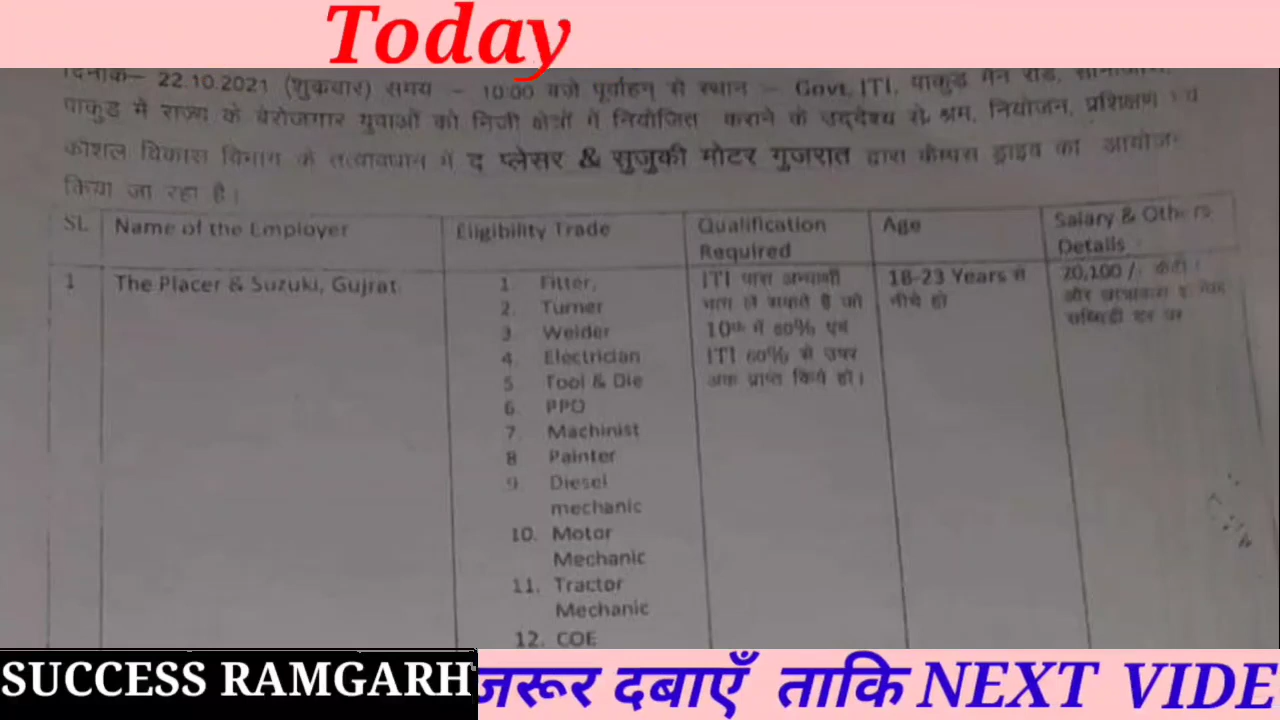 Today
दिनांक– 22.10.2021 (शुक्रवार) समय – 10:00 बजे पूर्वाहन् से स्थान – Govt. ITI, पाकुड मेन रोड,
पाकुड में राज्य के बेरोजगार युवाओं को निजी क्षेत्रों में नियोजित कराने के उद्देश्य से श्रम, नियोजन, प्रशिक्षण
कौशल विकास विभाग के तत्वावधान में द प्लेसर & सुजुकी मोटर गुजरात द्वारा कैम्पस ड्राइव का आयोजन
किया जा रहा है।
SL Name of the Employer Eligibility Trade Qualification Required Age Salary & Others Details
1 The Placer & Suzuki, Gujrat
1. Fitter,
2. Turner
3 Welder
4. Electrician
5 Tool & Die
6. PPO
7. Machinist
8 Painter
9 Diesel
mechanic
10. Motor
Mechanic
11. Tractor
Mechanic
12. COE
ITI पास अभ्यर्थी
भाग ले सकते है जो
10th में 60% एवं
ITI 60% से उपर
अंक प्राप्त किये हो।
18-23 Years से
नीचे हो
20,100 /-
और छात्रावास
सब्सिडी दर पर
SUCCESS RAMGARH
जरूर दबाएँ ताकि NEXT VIDE